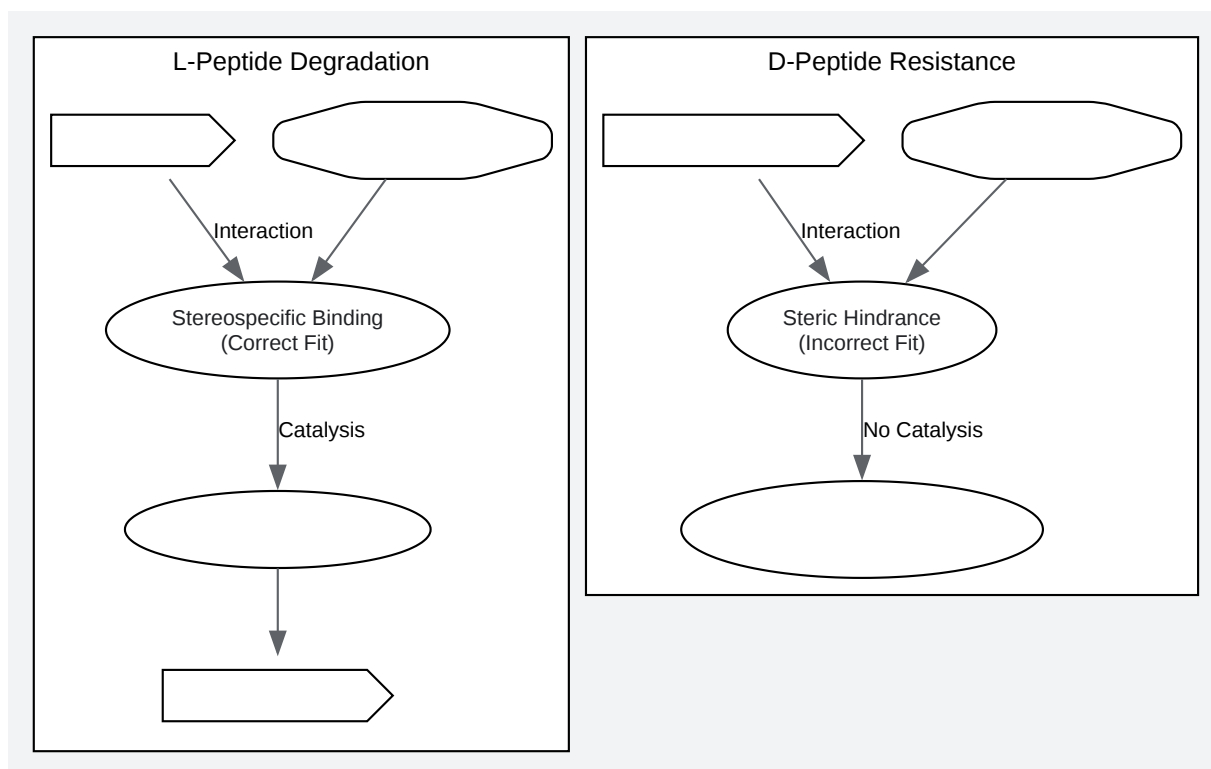 L-Peptide Degradation
Interaction
Stereospecific Binding
(Correct Fit)
Catalysis
D-Peptide Resistance
Interaction
Steric Hindrance
(Incorrect Fit)
No Catalysis